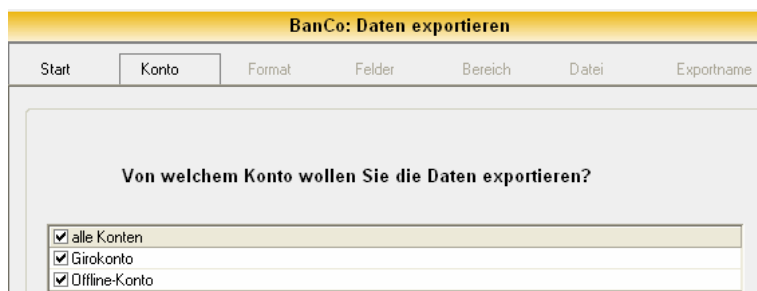 BanCo: Daten exportieren
Start Konto Format Felder Bereich Datei Exportname
Von welchem Konto wollen Sie die Daten exportieren?
alle Konten
Girokonto
Offline-Konto